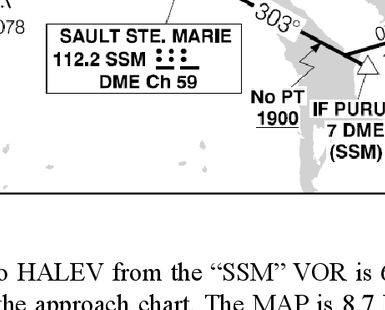 303°
078
SAULT STE. MARIE
112.2 SSM
DME Ch 59
No PT
1900
IF PURU
7 DME
(SSM)
o HALEV from the “SSM” VOR is 6
the approach chart. The MAP is 8.7